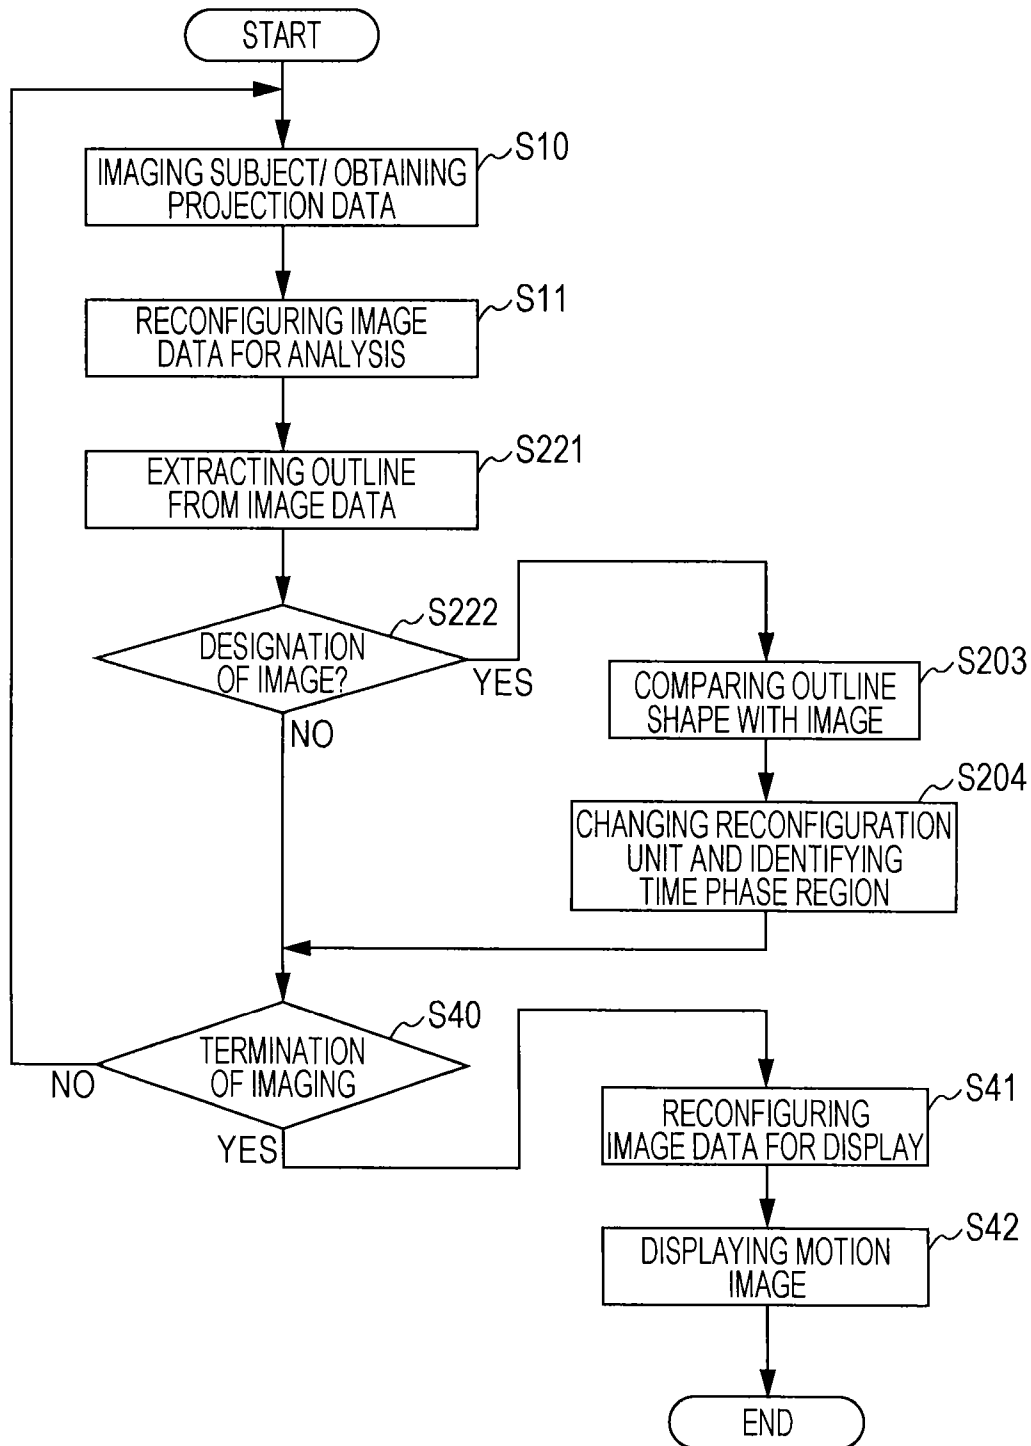 START
S10
IMAGING SUBJECT/ OBTAINING
PROJECTION DATA
S11
RECONFIGURING IMAGE
DATA FOR ANALYSIS
S221
EXTRACTING OUTLINE
FROM IMAGE DATA
S222
DESIGNATION
OF IMAGE?
YES
NO
S203
COMPARING OUTLINE
SHAPE WITH IMAGE
S204
CHANGING RECONFIGURATION
UNIT AND IDENTIFYING
TIME PHASE REGION
S40
TERMINATION
OF IMAGING
NO
YES
S41
RECONFIGURING
IMAGE DATA FOR DISPLAY
S42
DISPLAYING MOTION
IMAGE
END